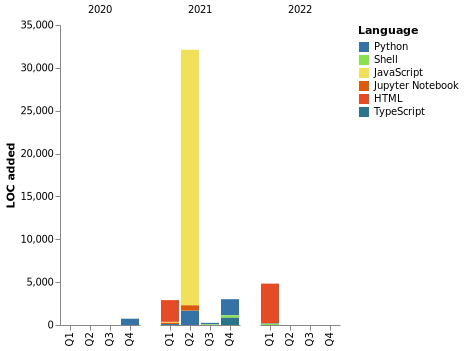 2020 2021 2022
Language
Python
Shell
JavaScript
Jupyter Notebook
HTML
TypeScript
LOC added
35,000
30,000
25,000
20,000
15,000
10,000
5,000
0
Q1 Q2 Q3 Q4 Q1 Q2 Q3 Q4 Q1 Q2 Q3 Q4